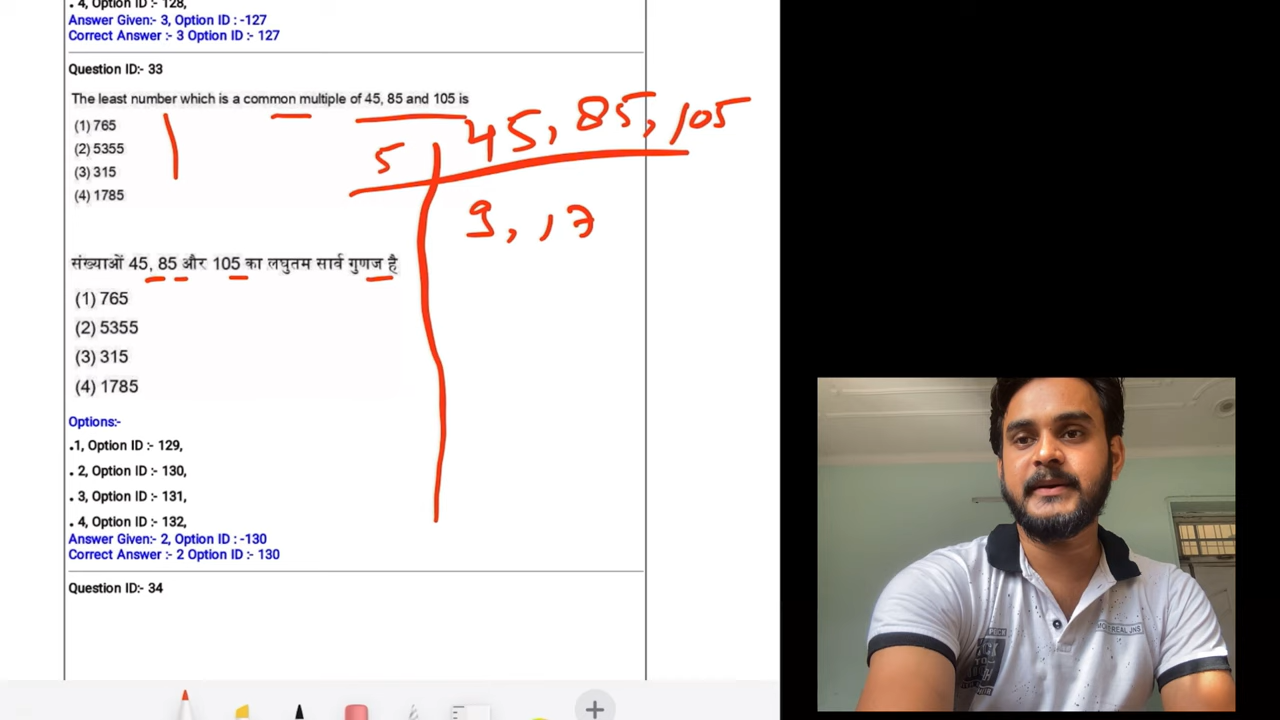 . 4, Option ID :- 128,
Answer Given:- 3, Option ID : -127
Correct Answer :- 3 Option ID :- 127
Question ID:- 33
The least number which is a common multiple of 45, 85 and 105 is
(1) 765
(2) 5355
(3) 315
(4) 1785
5 45, 85, 105
9, 17
संख्याओं 45, 85 और 105 का लघुतम सार्व गुणज है
(1) 765
(2) 5355
(3) 315
(4) 1785
Options:-
. 1, Option ID :- 129,
. 2, Option ID :- 130,
. 3, Option ID :- 131,
. 4, Option ID :- 132,
Answer Given:- 2, Option ID : -130
Correct Answer :- 2 Option ID :- 130
Question ID:- 34